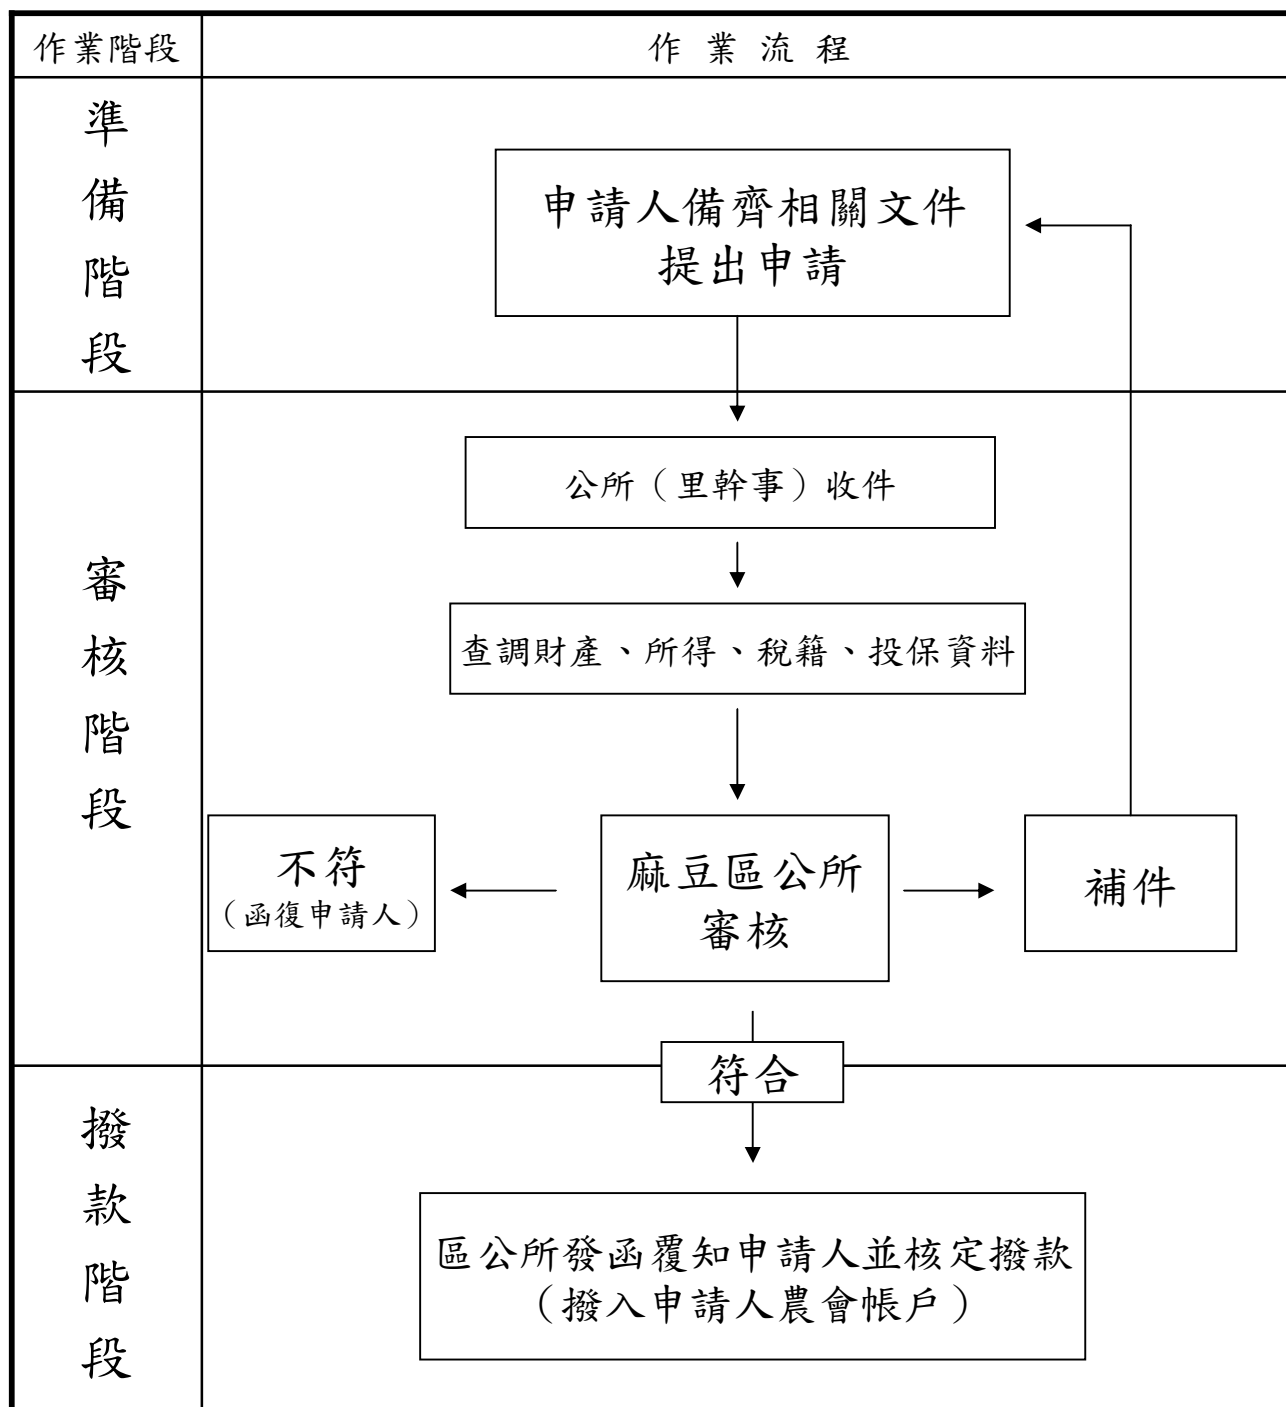 作業階段
作業流程
準備階段
申請人備齊相關文件
提出申請
審核階段
公所（里幹事）收件
查調財產、所得、稅籍、投保資料
不符
（函復申請人）
麻豆區公所
審核
補件
符合
撥款階段
區公所發函覆知申請人並核定撥款
（撥入申請人農會帳戶）